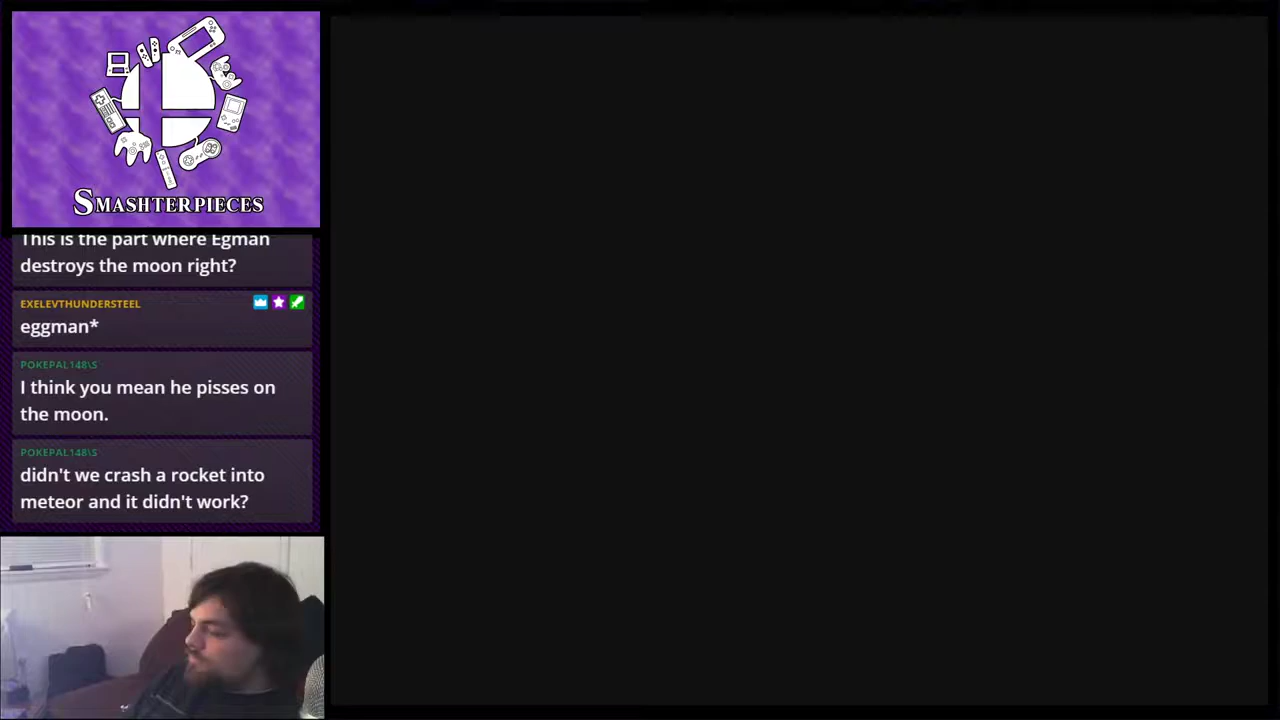 SMASHTERPIECES
This is the part where Egman
destroys the moon right?
EXELEVTHUNDERSTEEL
eggman*
POKEPAL148\S
I think you mean he pisses on
the moon.
POKEPAL148\S
didn't we crash a rocket into
meteor and it didn't work?